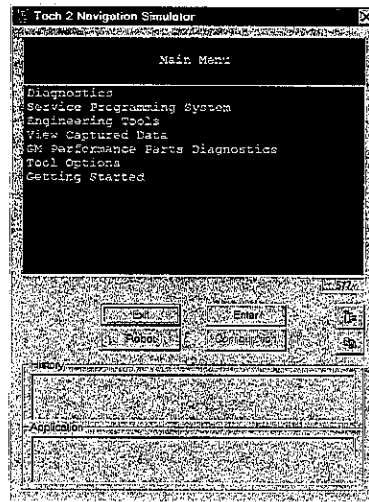 Tech 2 Navigation Simulator
Main Menu
Diagnostics
Service Programming System
Engineering Tools
View Captured Data
GM Performance Parts Diagnostics
Tool Options
Getting Started
Exit
Enter
History
Application